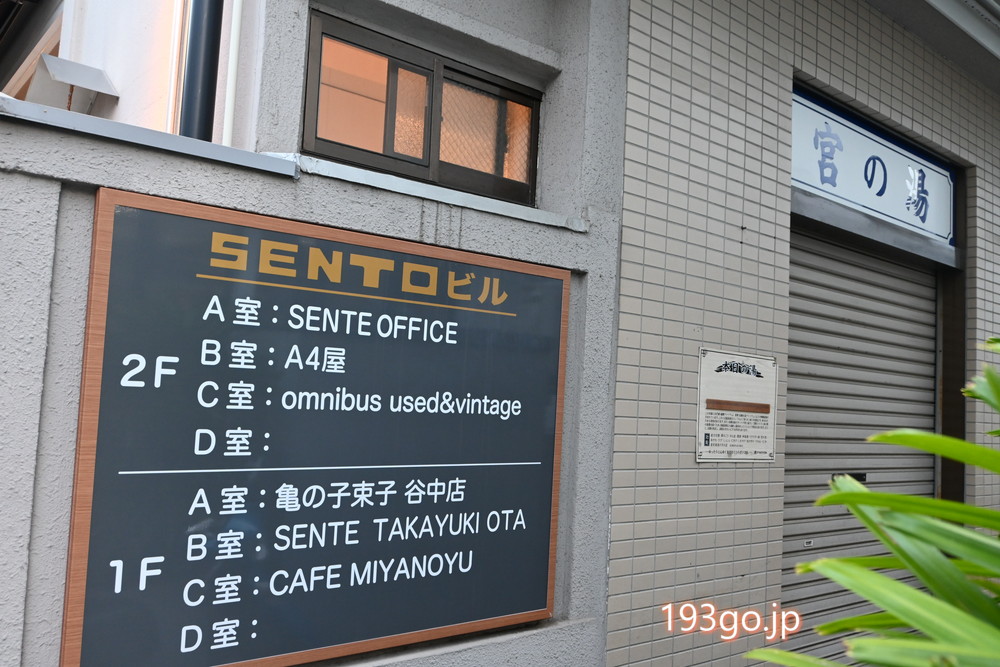 SENTOビル
2F
A室：SENTE OFFICE
B室：A4屋
C室：omnibus used&vintage
D室：
1F
A室：亀の子束子 谷中店
B室：SENTE TAKAYUKI OTA
C室：CAFE MIYANOYU
D室：
宮の湯
193go.jp